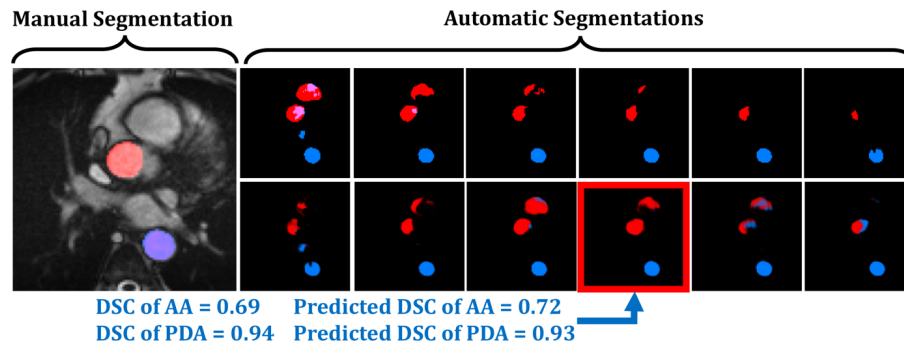 Manual Segmentation
Automatic Segmentations
DSC of AA = 0.69
Predicted DSC of AA = 0.72
DSC of PDA = 0.94
Predicted DSC of PDA = 0.93